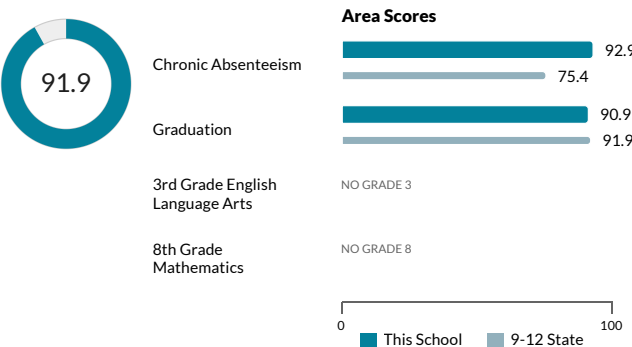 Area Scores
91.9
Chronic Absenteeism
92.9
75.4
Graduation
90.9
91.9
3rd Grade English
Language Arts
NO GRADE 3
8th Grade
Mathematics
NO GRADE 8
0
100
This School
9-12 State